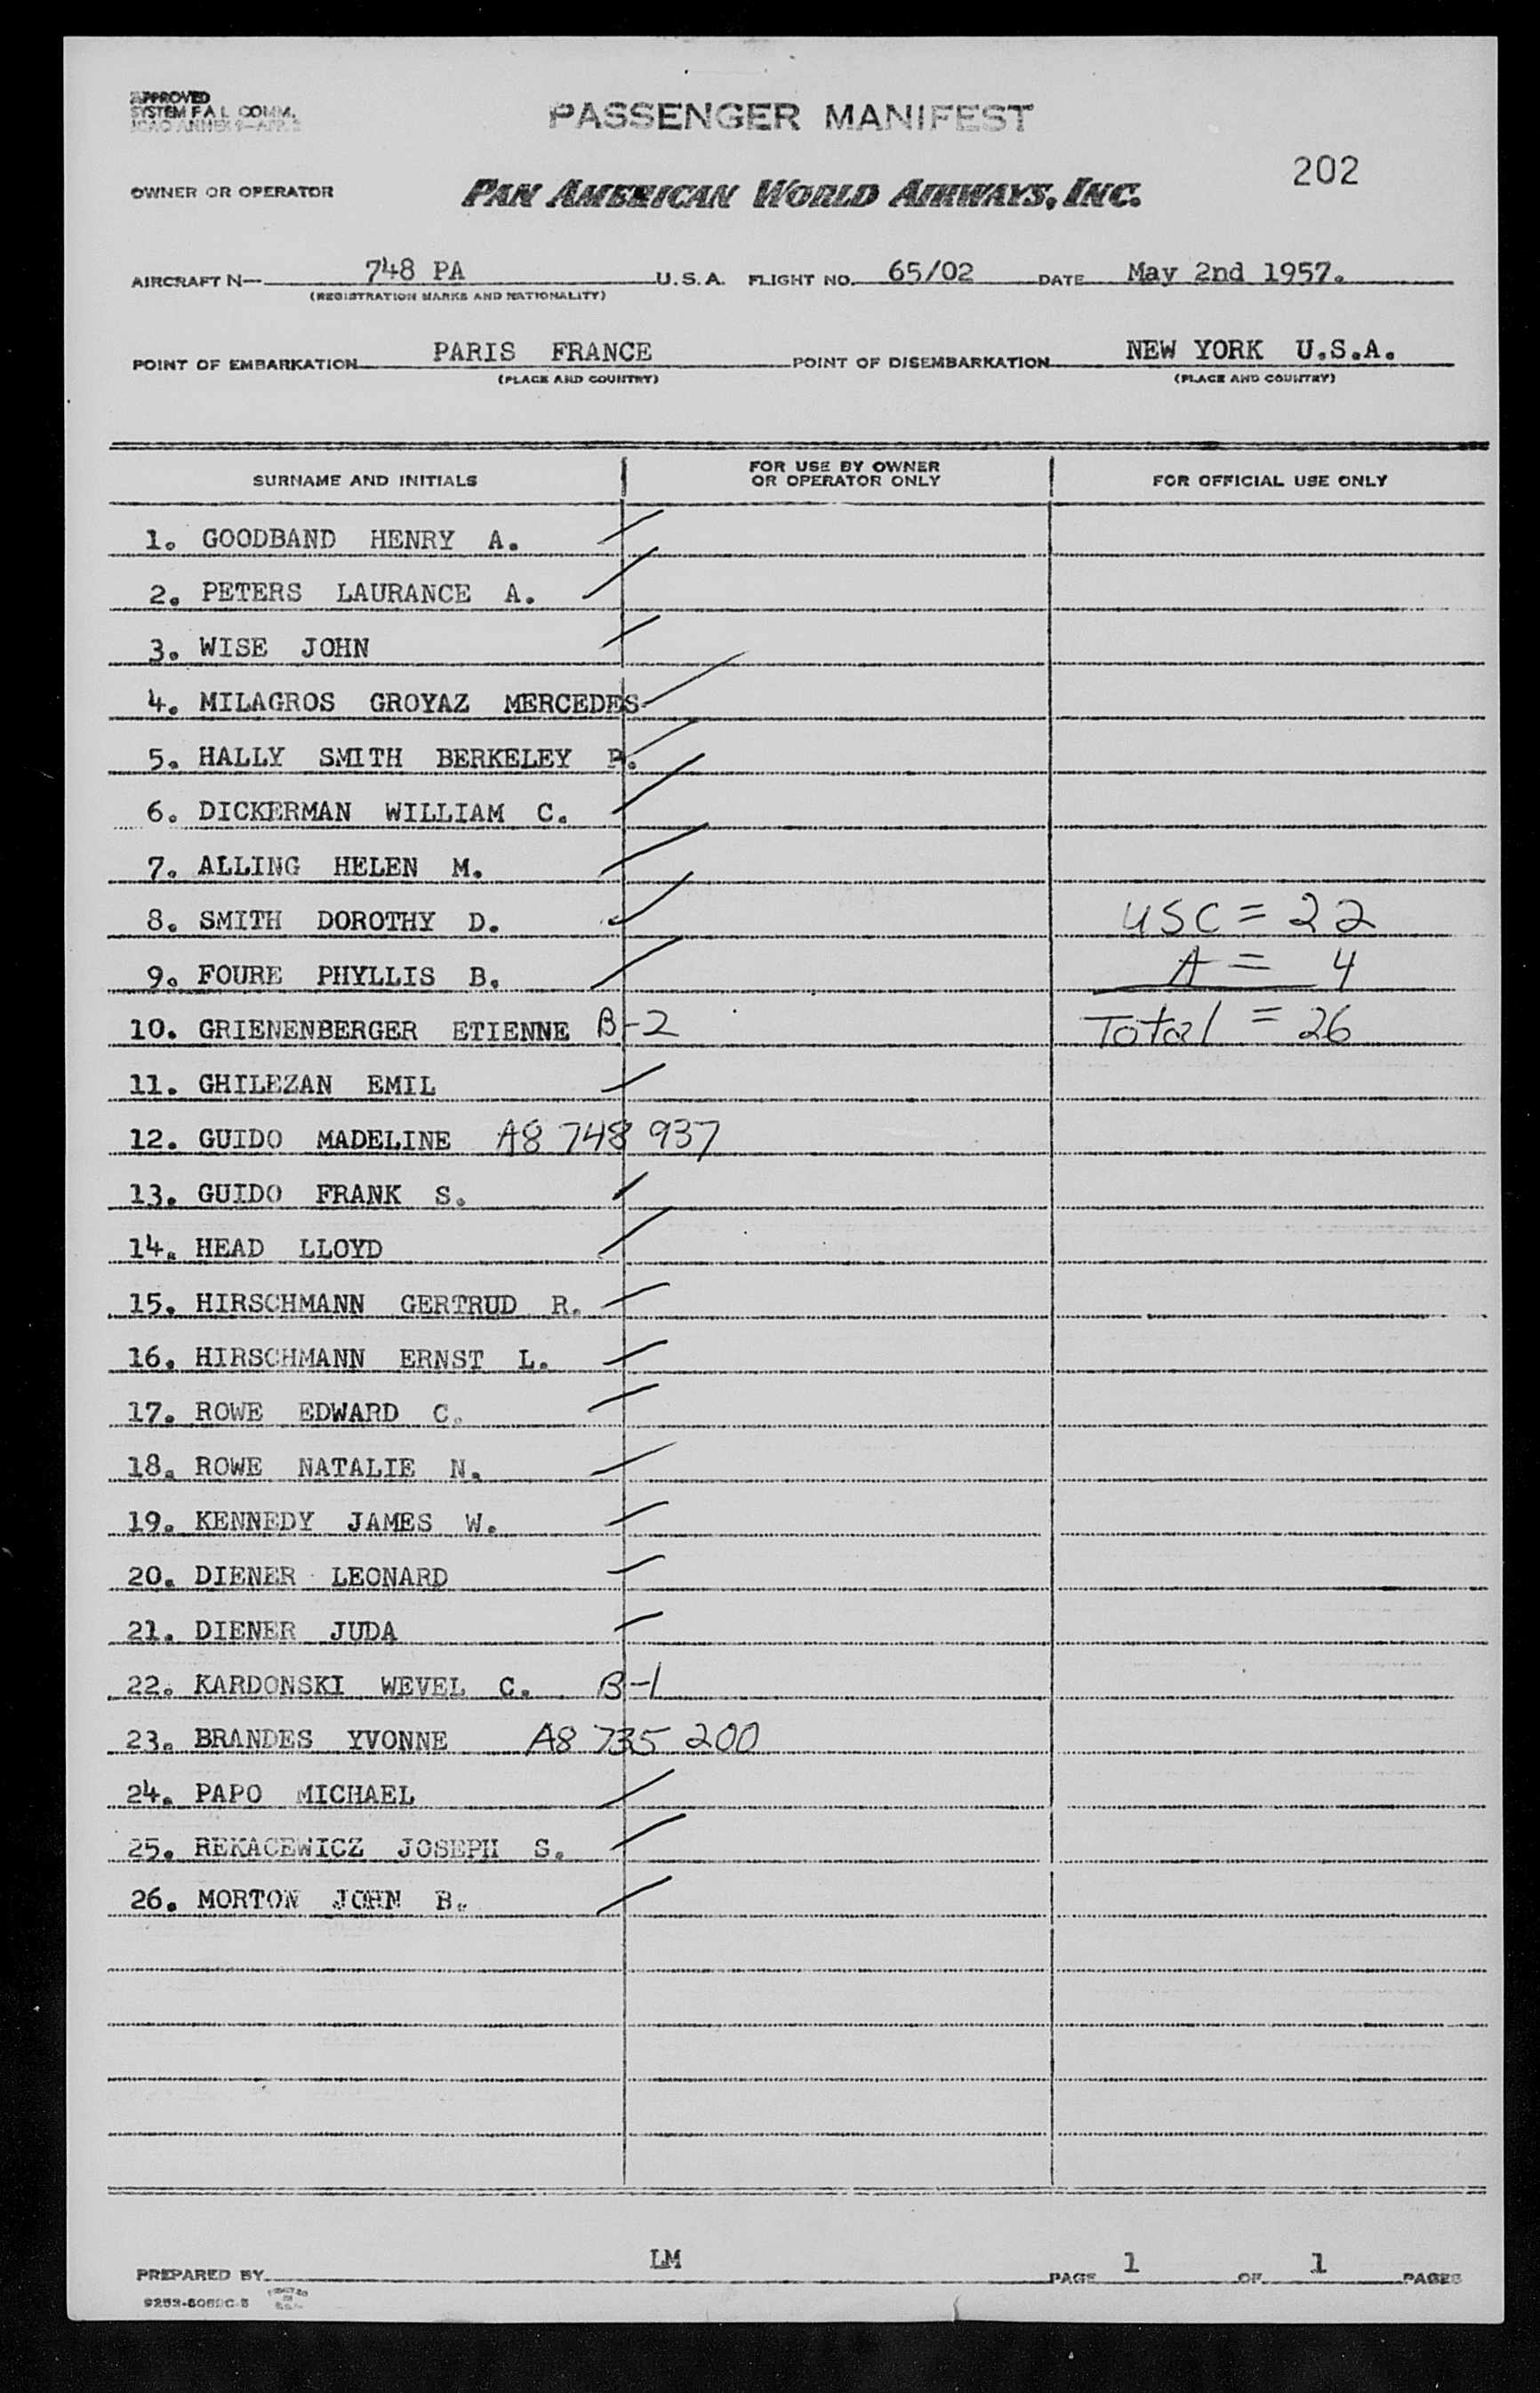 APPROVED
SYSTEM F A L COMM.
ICAO ANNEX 9-APP. 3
PASSENGER MANIFEST
202
OWNER OR OPERATOR PAN AMERICAN WORLD AIRWAYS, INC.
AIRCRAFT N— 748 PA U.S.A. FLIGHT NO. 65/02 DATE May 2nd 1957.
(REGISTRATION MARKS AND NATIONALITY)
POINT OF EMBARKATION PARIS FRANCE POINT OF DISEMBARKATION NEW YORK U.S.A.
(PLACE AND COUNTRY) (PLACE AND COUNTRY)
SURNAME AND INITIALS FOR USE BY OWNER OR OPERATOR ONLY FOR OFFICIAL USE ONLY
1. GOODBAND HENRY A.
2. PETERS LAURANCE A.
3. WISE JOHN
4. MILAGROS GROYAZ MERCEDES
5. HALLY SMITH BERKELEY P.
6. DICKERMAN WILLIAM C.
7. ALLING HELEN M.
8. SMITH DOROTHY D. USC = 22
9. FOURE PHYLLIS B. A = 4
10. GRIENENBERGER ETIENNE B-2 Total = 26
11. GHILEZAN EMIL
12. GUIDO MADELINE A8 748 937
13. GUIDO FRANK S.
14. HEAD LLOYD
15. HIRSCHMANN GERTRUD R.
16. HIRSCHMANN ERNST L.
17. ROWE EDWARD C.
18. ROWE NATALIE N.
19. KENNEDY JAMES W.
20. DIENER LEONARD
21. DIENER JUDA
22. KARDONSKI WEVEL C. B-1
23. BRANDES YVONNE A8 735 200
24. PAPO MICHAEL
25. REKACEWICZ JOSEPH S.
26. MORTON JOHN B.
PREPARED BY LM PAGE 1 OF 1 PAGES